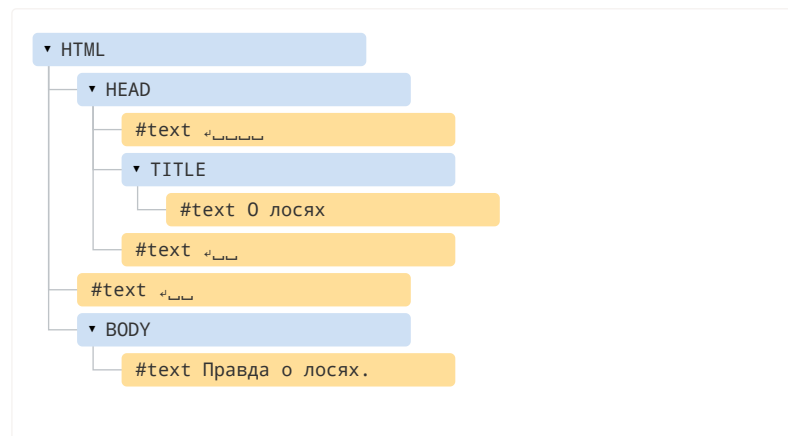 ▾ HTML
▾ HEAD
#text ↵␣␣␣␣
▾ TITLE
#text О лосях
#text ↵␣␣
#text ↵␣␣
▾ BODY
#text Правда о лосях.